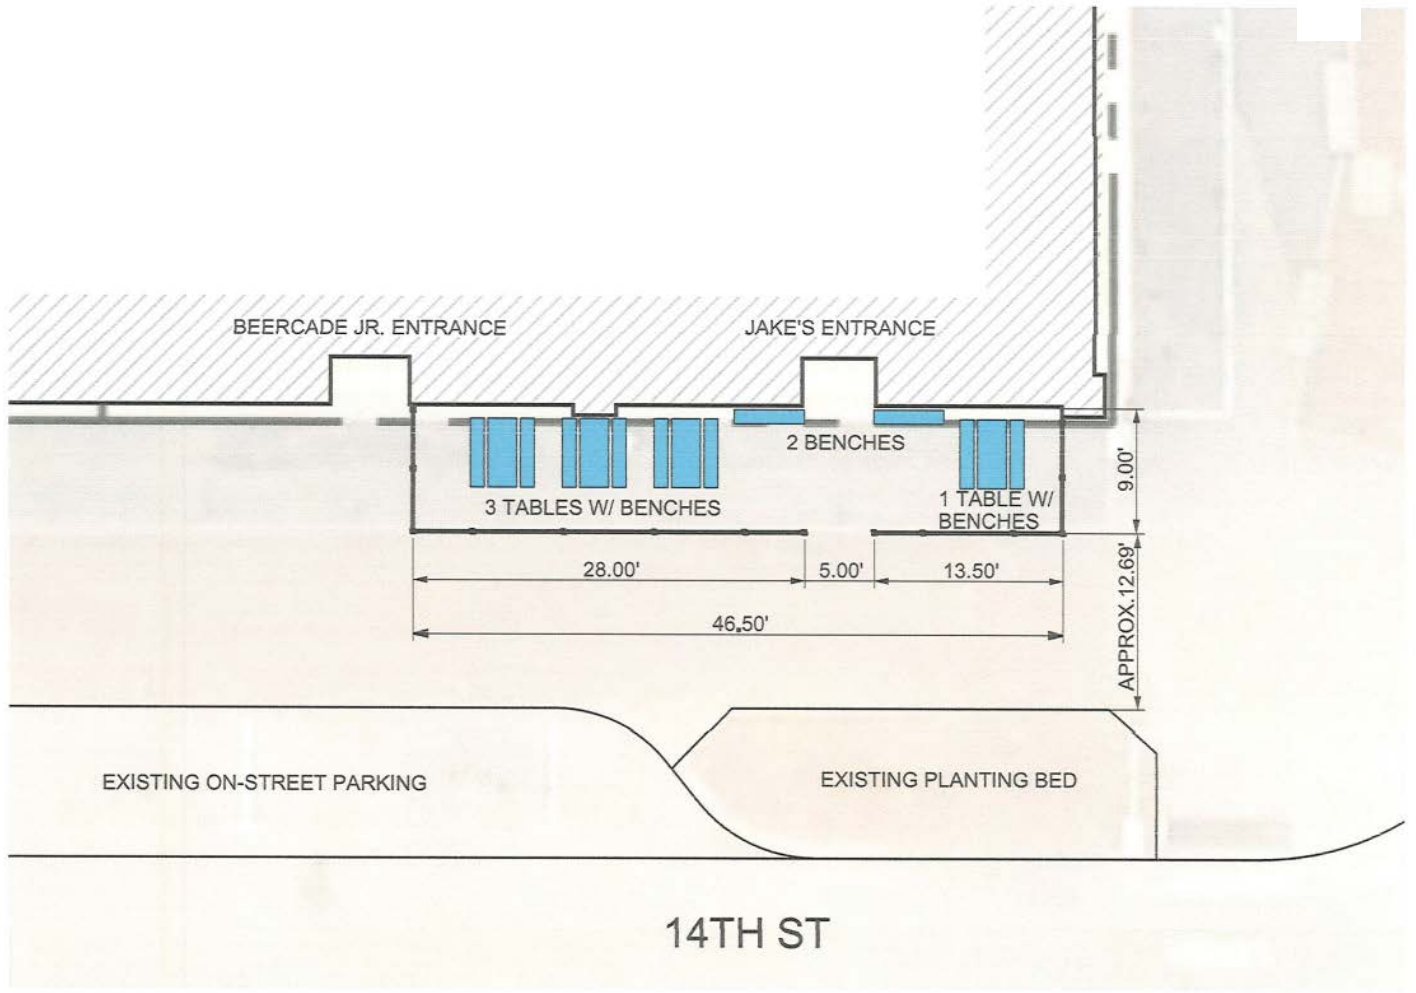 BEERCADE JR. ENTRANCE
JAKE'S ENTRANCE
2 BENCHES
3 TABLES W/ BENCHES
1 TABLE W/
BENCHES
9.00'
28.00'
5.00'
13.50'
46.50'
APPROX.12.69'
EXISTING ON-STREET PARKING
EXISTING PLANTING BED
14TH ST